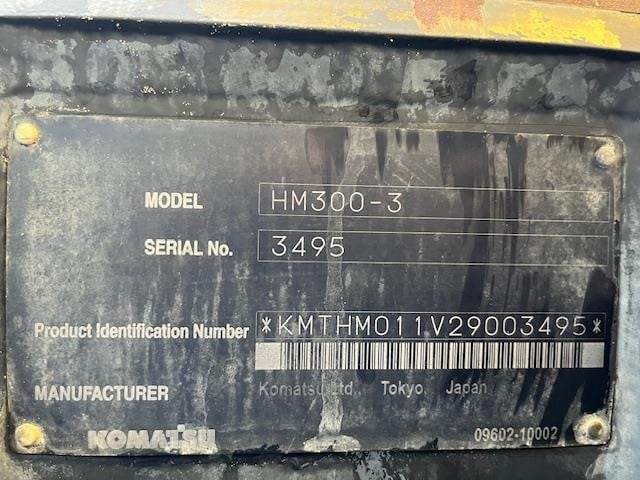 MODEL HM300-3
SERIAL No. 3495
Product Identification Number *KMTHM011V29003495*
MANUFACTURER Komatsu Ltd., Tokyo, Japan
KOMATSU 09602-10002